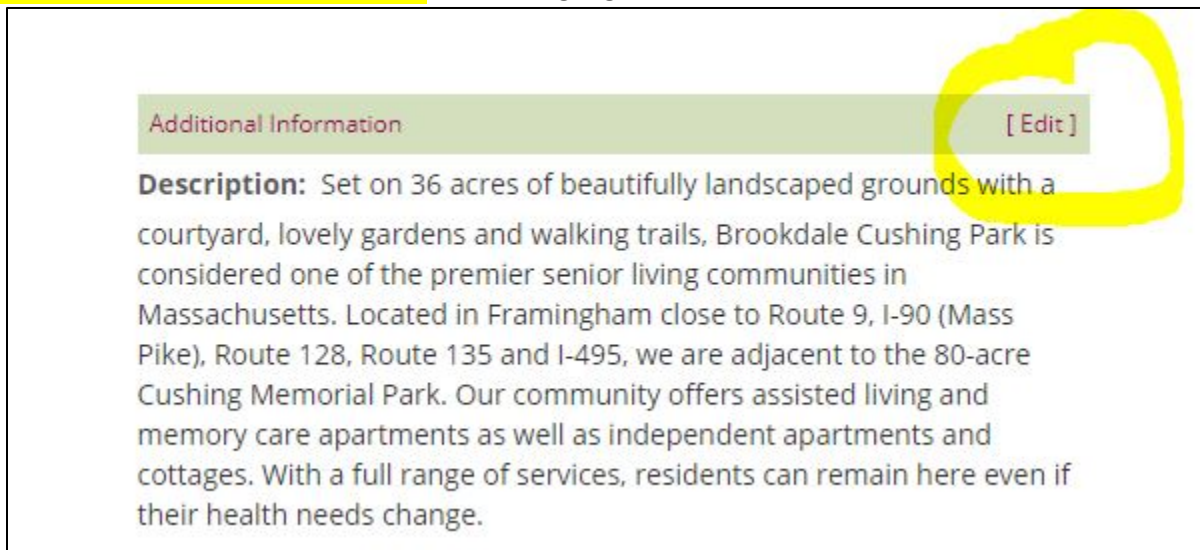 Additional Information [ Edit ]
Description: Set on 36 acres of beautifully landscaped grounds with a
courtyard, lovely gardens and walking trails, Brookdale Cushing Park is
considered one of the premier senior living communities in
Massachusetts. Located in Framingham close to Route 9, I-90 (Mass
Pike), Route 128, Route 135 and I-495, we are adjacent to the 80-acre
Cushing Memorial Park. Our community offers assisted living and
memory care apartments as well as independent apartments and
cottages. With a full range of services, residents can remain here even if
their health needs change.